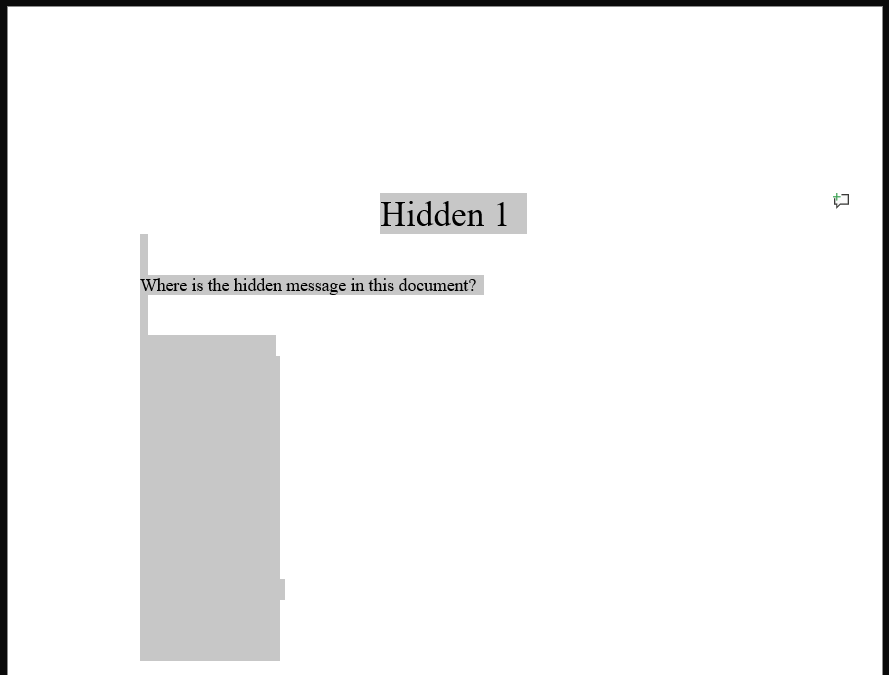 Hidden 1
Where is the hidden message in this document?